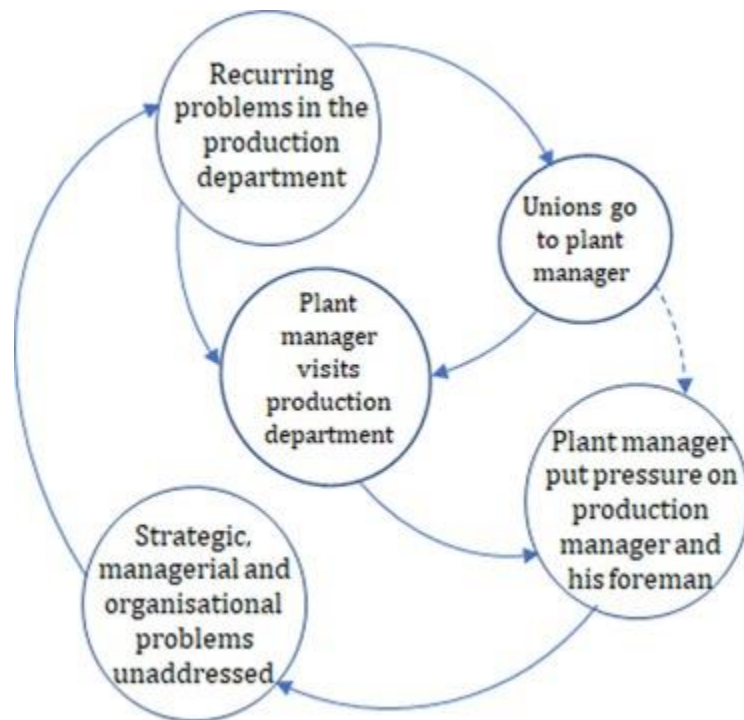 Recurring
problems in the
production
department
Unions go
to plant
manager
Plant
manager
visits
production
department
Plant manager
put pressure on
production
manager and
his foreman
Strategic,
managerial and
organisational
problems
unaddressed